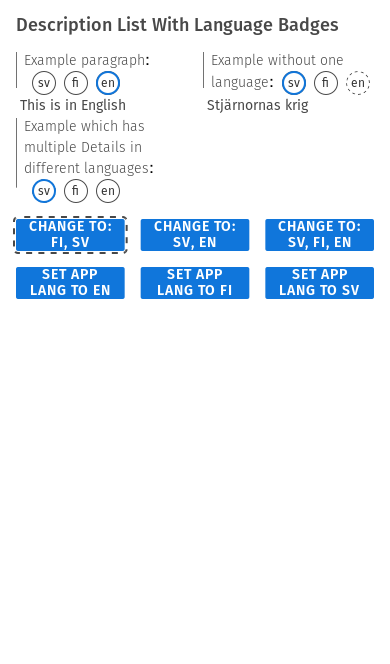 Description List With Language Badges
Example paragraph:
sv fi en
This is in English
Example without one
language: sv fi en
Stjärnornas krig
Example which has
multiple Details in
different languages:
sv fi en
CHANGE TO:
FI, SV
CHANGE TO:
SV, EN
CHANGE TO:
SV, FI, EN
SET APP
LANG TO EN
SET APP
LANG TO FI
SET APP
LANG TO SV